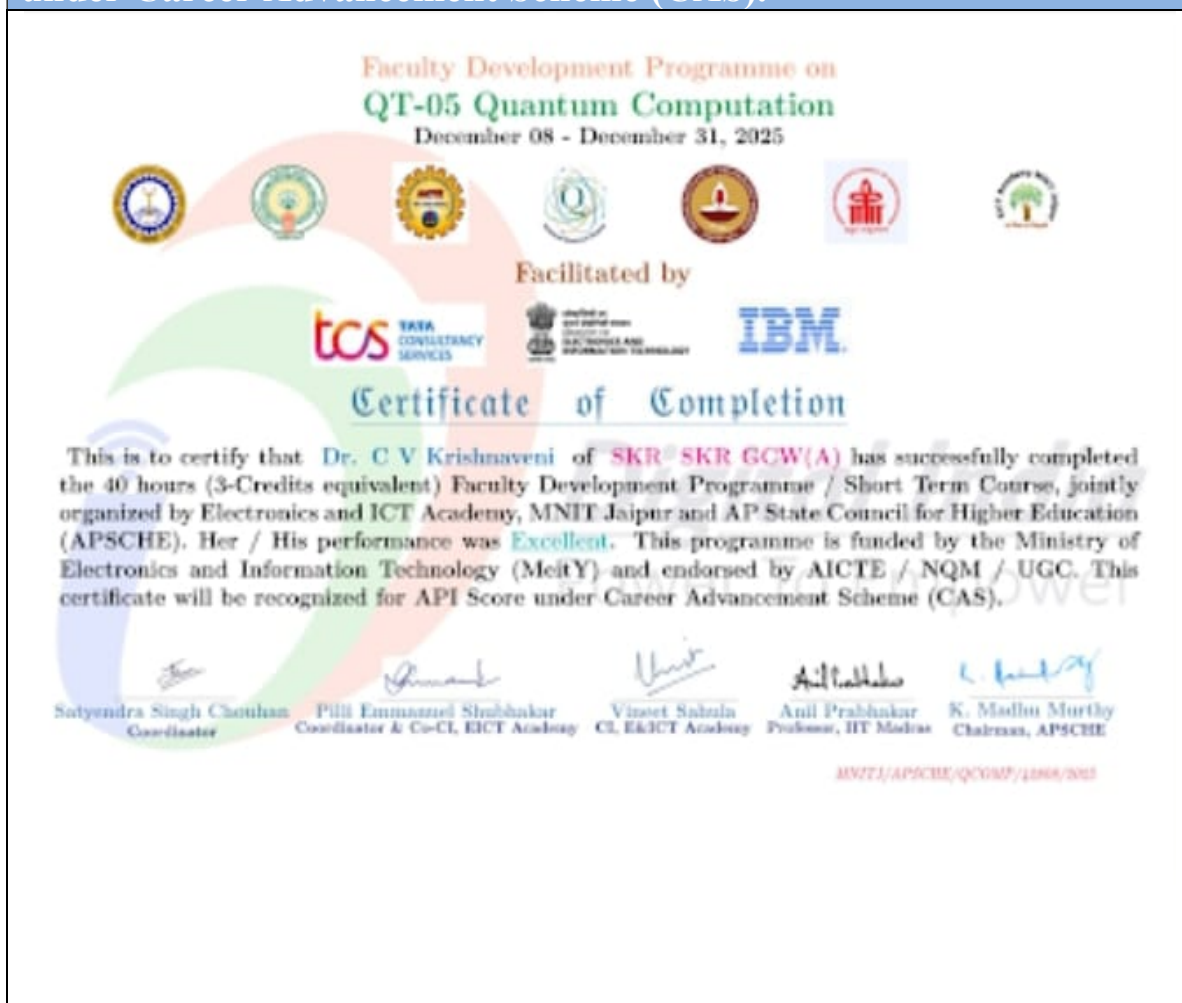 under Career Advancement Scheme (CAS).
Faculty Development Programme on
QT-05 Quantum Computation
December 08 - December 31, 2025
Facilitated by
tcs TATA
CONSULTANCY
SERVICES
ELECTRONICS AND
INFORMATION TECHNOLOGY
IBM
Certificate of Completion
This is to certify that Dr. C V Krishnaveni of SKR SKR GCW(A) has successfully completed
the 40 hours (3-Credits equivalent) Faculty Development Programme / Short Term Course, jointly
organized by Electronics and ICT Academy, MNIT Jaipur and AP State Council for Higher Education
(APSCHE). Her / His performance was Excellent. This programme is funded by the Ministry of
Electronics and Information Technology (MeitY) and endorsed by AICTE / NQM / UGC. This
certificate will be recognized for API Score under Career Advancement Scheme (CAS).
Satyendra Singh Chouhan Pilli Emmanuel Shubhakar Vineet Sahula Anil Prabhakar K. Madhu Murthy
Coordinator Coordinator & Co-CI, EICT Academy CI, E&ICT Academy Professor, IIT Madras Chairman, APSCHE